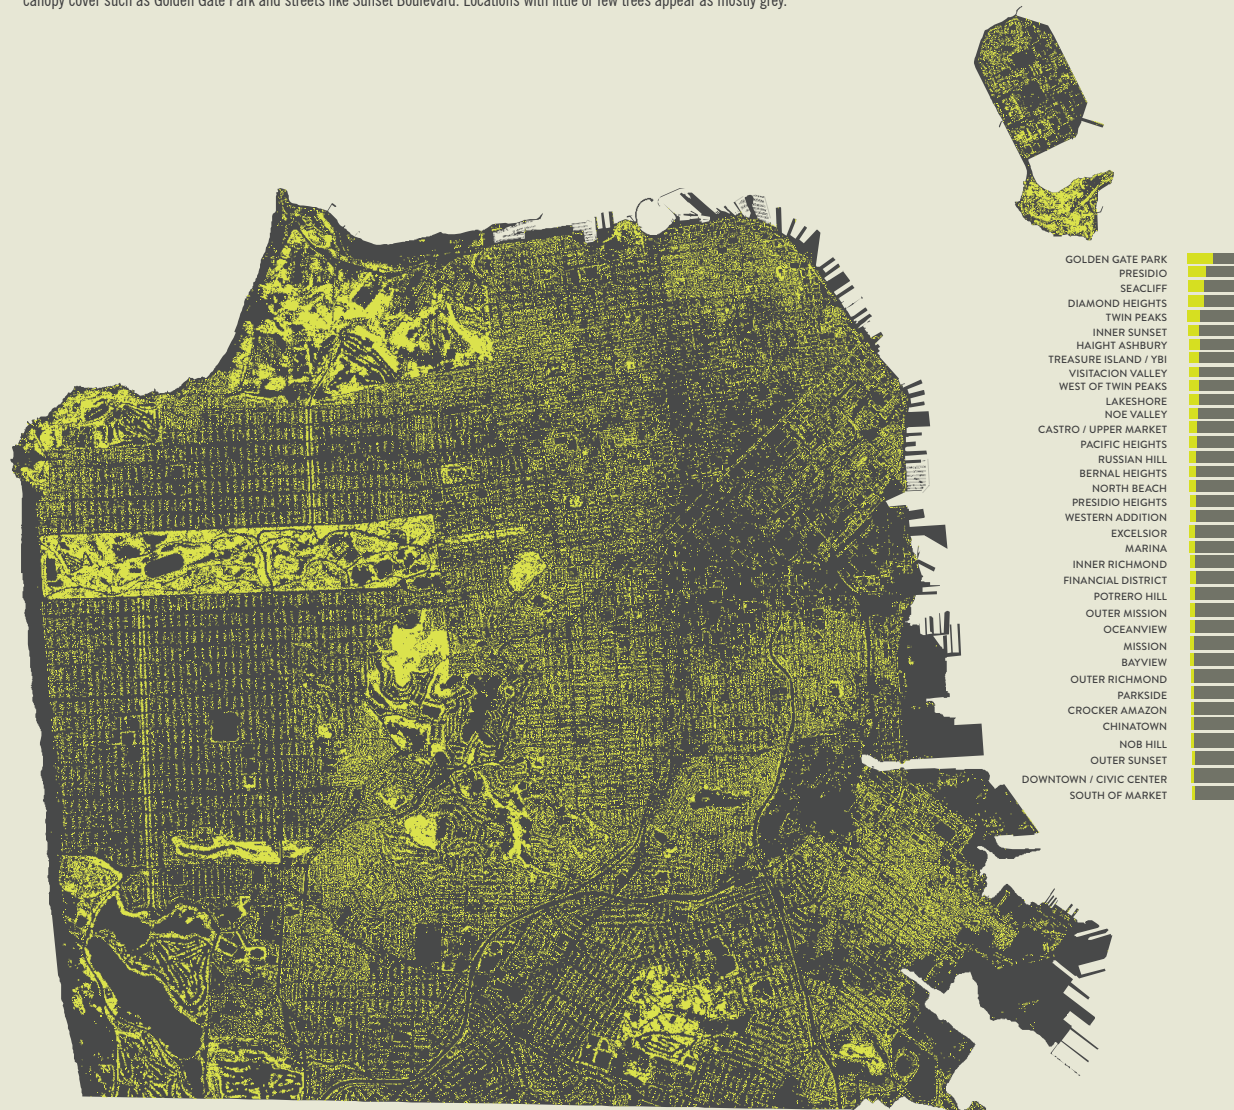 canopy cover such as Golden Gate Park and streets like Sunset Boulevard. Locations with little or few trees appear as mostly grey.
GOLDEN GATE PARK
PRESIDIO
SEACLIFF
DIAMOND HEIGHTS
TWIN PEAKS
INNER SUNSET
HAIGHT ASHBURY
TREASURE ISLAND / YBI
VISITACION VALLEY
WEST OF TWIN PEAKS
LAKESHORE
NOE VALLEY
CASTRO / UPPER MARKET
PACIFIC HEIGHTS
RUSSIAN HILL
BERNAL HEIGHTS
NORTH BEACH
PRESIDIO HEIGHTS
WESTERN ADDITION
EXCELSIOR
MARINA
INNER RICHMOND
FINANCIAL DISTRICT
POTRERO HILL
OUTER MISSION
OCEANVIEW
MISSION
BAYVIEW
OUTER RICHMOND
PARKSIDE
CROCKER AMAZON
CHINATOWN
NOB HILL
OUTER SUNSET
DOWNTOWN / CIVIC CENTER
SOUTH OF MARKET